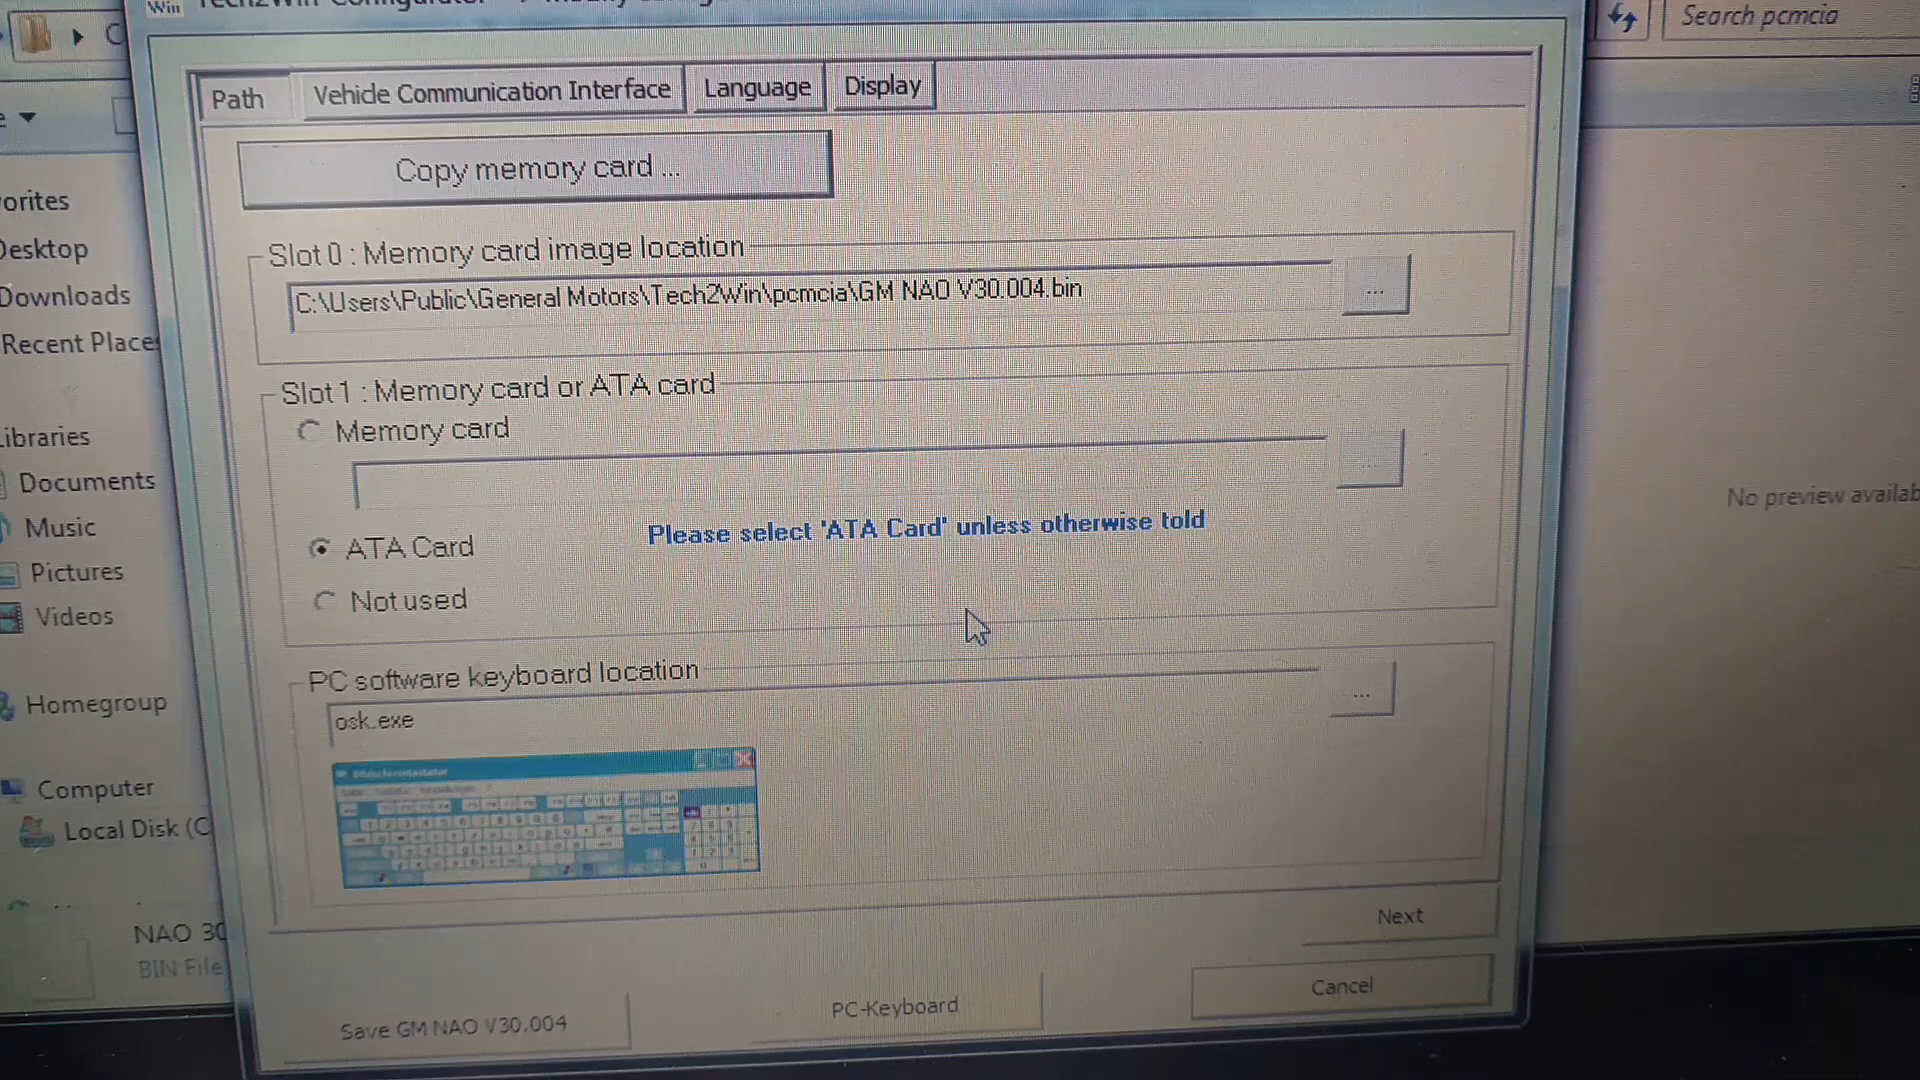 Win
Search pcmcia
Path
Vehicle Communication Interface
Language
Display
Copy memory card ...
Slot 0 : Memory card image location
C:\Users\Public\General Motors\Tech2Win\pcmcia\GM NAO V30.004.bin
...
Slot 1 : Memory card or ATA card
Memory card
...
ATA Card
Please select 'ATA Card' unless otherwise told
Not used
PC software keyboard location
osk.exe
...
Next
Cancel
PC-Keyboard
Save GM NAO V30.004
orites
Desktop
Downloads
Recent Places
Libraries
Documents
Music
Pictures
Videos
Homegroup
Computer
Local Disk (C
NAO 30
BIN File
No preview availab